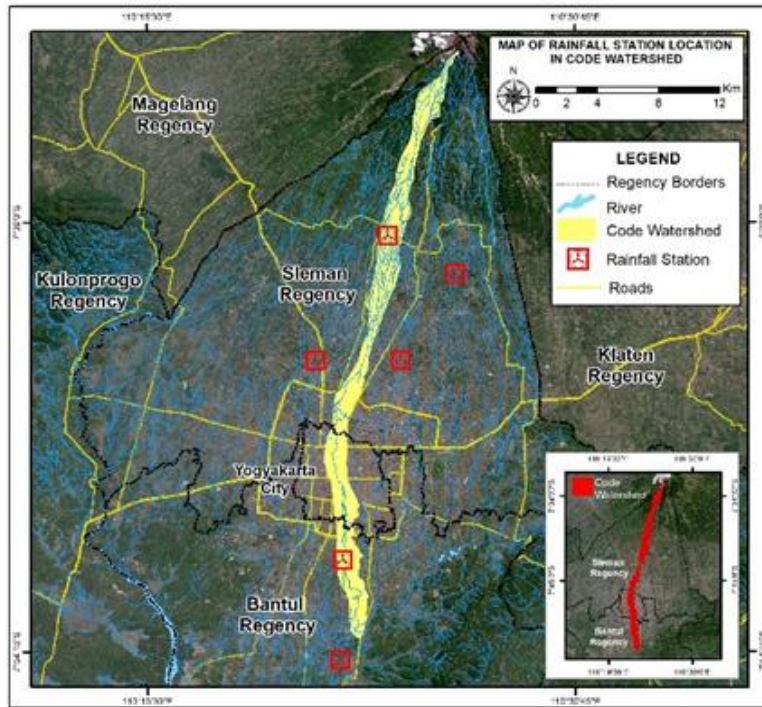 MAP OF RAINFALL STATION LOCATION
IN CODE WATERSHED
N
Km
0 2 4 8 12
LEGEND
Regency Borders
River
Code Watershed
Rainfall Station
Roads
Magelang
Regency
Kulonprogo
Regency
Sleman
Regency
Klaten
Regency
Yogyakarta
City
Bantul
Regency
Code
Watershed
Sleman
Regency
Bantul
Regency